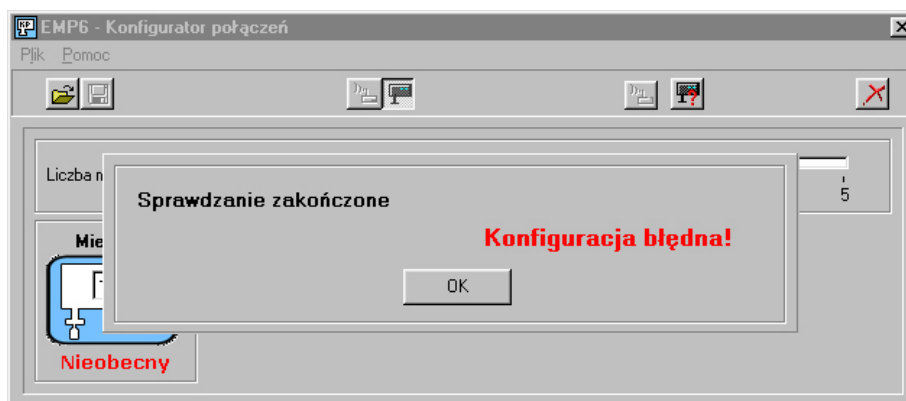 EMP6 - Konfigurator połączeń
Plik Pomoc
Liczba
5
Sprawdzanie zakończone
Konfiguracja błędna!
OK
Nieobecny